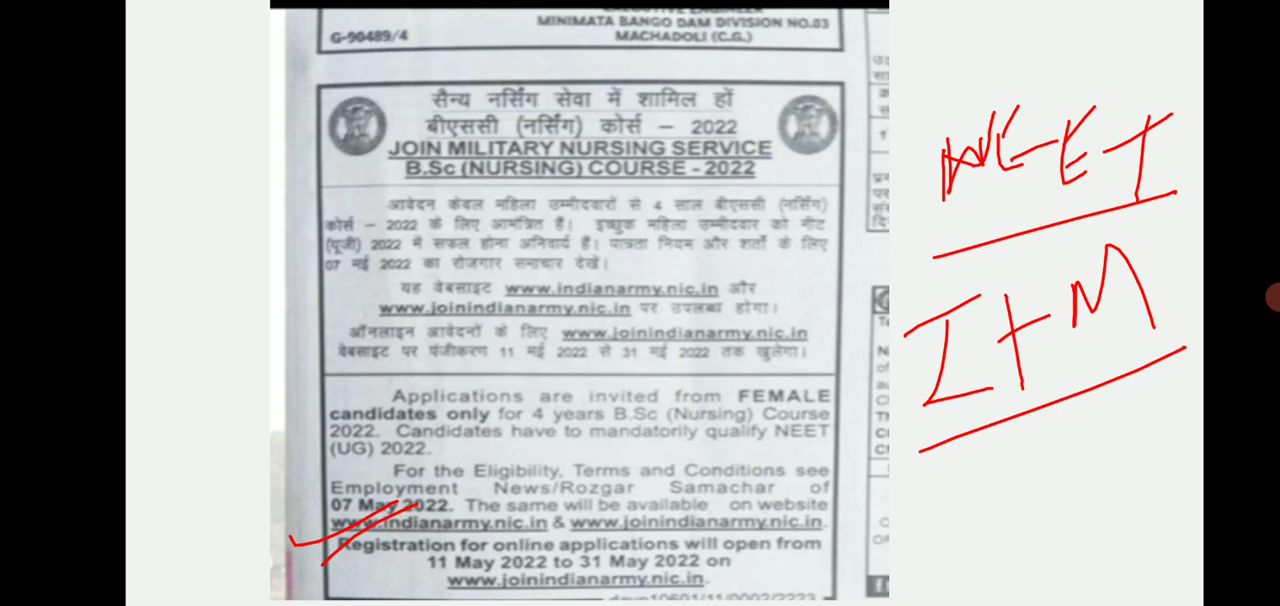 EXECUTIVE ENGINEER
MINIMATA BANGO DAM DIVISION NO.03
G-90489/4
MACHADOLI (C.G.)
सैन्य नर्सिंग सेवा में शामिल हों
बीएससी (नर्सिंग) कोर्स – 2022
JOIN MILITARY NURSING SERVICE
B.Sc (NURSING) COURSE - 2022
आवेदन केवल महिला उम्मीदवारों से 4 साल बीएससी (नर्सिंग)
कोर्स – 2022 के लिए आमंत्रित हैं। इच्छुक महिला उम्मीदवार को नीट
(यूजी) 2022 में सफल होना अनिवार्य हैं। पात्रता नियम और शर्तों के लिए
07 मई 2022 का रोजगार समाचार देखें।
यह वेबसाइट www.indianarmy.nic.in और
www.joinindianarmy.nic.in पर उपलब्ध होगा।
ऑनलाइन आवेदनों के लिए www.joinindianarmy.nic.in
वेबसाइट पर पंजीकरण 11 मई 2022 से 31 मई 2022 तक खुलेगा।
Applications are invited from FEMALE
candidates only for 4 years B.Sc (Nursing) Course
2022. Candidates have to mandatorily qualify NEET
(UG) 2022.
For the Eligibility, Terms and Conditions see
Employment News/Rozgar Samachar of
07 May 2022. The same will be available on website
www.indianarmy.nic.in & www.joinindianarmy.nic.in.
Registration for online applications will open from
11 May 2022 to 31 May 2022 on
www.joinindianarmy.nic.in.
NEET
I+M